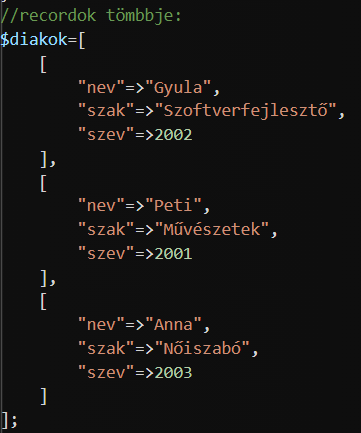 //recordok tömbbje:
$diakok=[
[
"nev"=>"Gyula",
"szak"=>"Szoftverfejlesztő",
"szev"=>2002
],
[
"nev"=>"Peti",
"szak"=>"Művészetek",
"szev"=>2001
],
[
"nev"=>"Anna",
"szak"=>"Nőiszabó",
"szev"=>2003
]
];